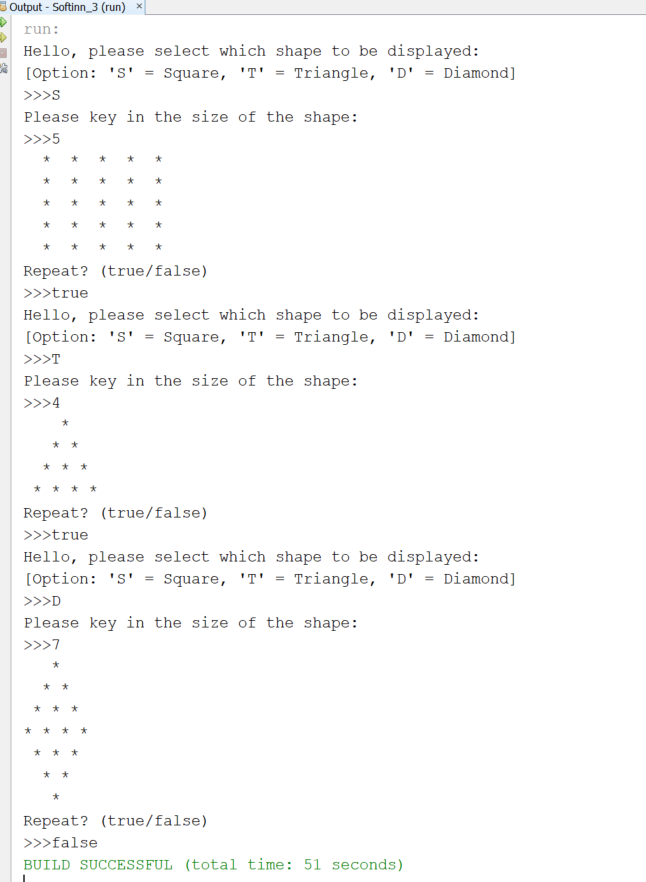 Output - Softinn_3 (run) ×
run:
Hello, please select which shape to be displayed:
[Option: 'S' = Square, 'T' = Triangle, 'D' = Diamond]
>>>S
Please key in the size of the shape:
>>>5
  *  *  *  *  *
  *  *  *  *  *
  *  *  *  *  *
  *  *  *  *  *
  *  *  *  *  *
Repeat? (true/false)
>>>true
Hello, please select which shape to be displayed:
[Option: 'S' = Square, 'T' = Triangle, 'D' = Diamond]
>>>T
Please key in the size of the shape:
>>>4
    *
   * *
  * * *
 * * * *
Repeat? (true/false)
>>>true
Hello, please select which shape to be displayed:
[Option: 'S' = Square, 'T' = Triangle, 'D' = Diamond]
>>>D
Please key in the size of the shape:
>>>7
   *
  * *
 * * *
* * * *
 * * *
  * *
   *
Repeat? (true/false)
>>>false
BUILD SUCCESSFUL (total time: 51 seconds)